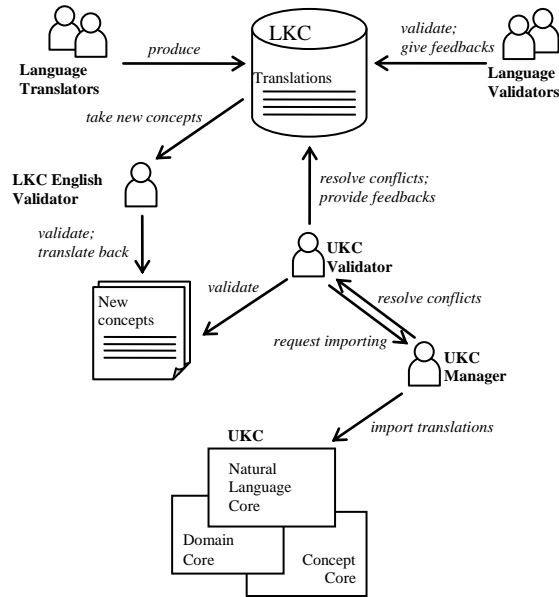 LKC
validate;
give feedbacks
produce
Language
Translators
Translations
Language
Validators
take new concepts
LKC English
Validator
resolve conflicts;
provide feedbacks
validate;
translate back
UKC
Validator
validate
resolve conflicts
New
concepts
request importing
UKC
Manager
import translations
UKC
Natural
Language
Core
Domain
Core
Concept
Core